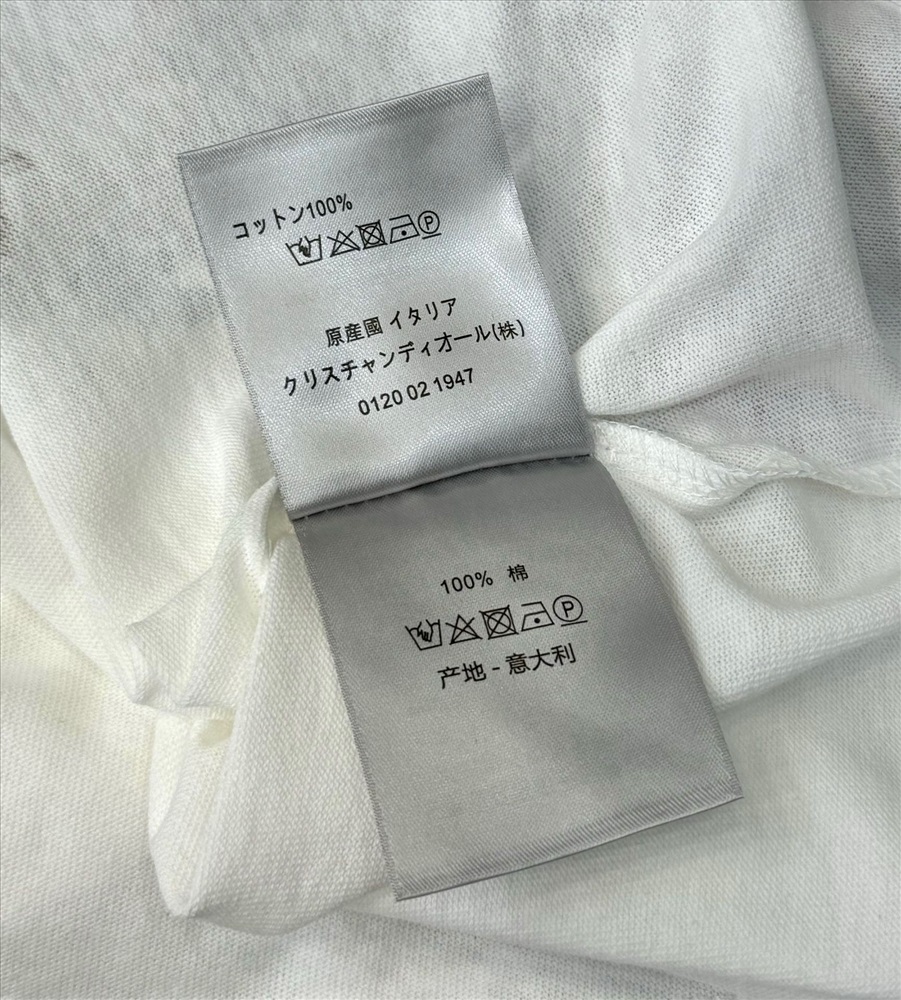 コットン100%
P
原産國 イタリア
クリスチャンディオール(株)
0120 02 1947
100% 棉
P
产地 - 意大利